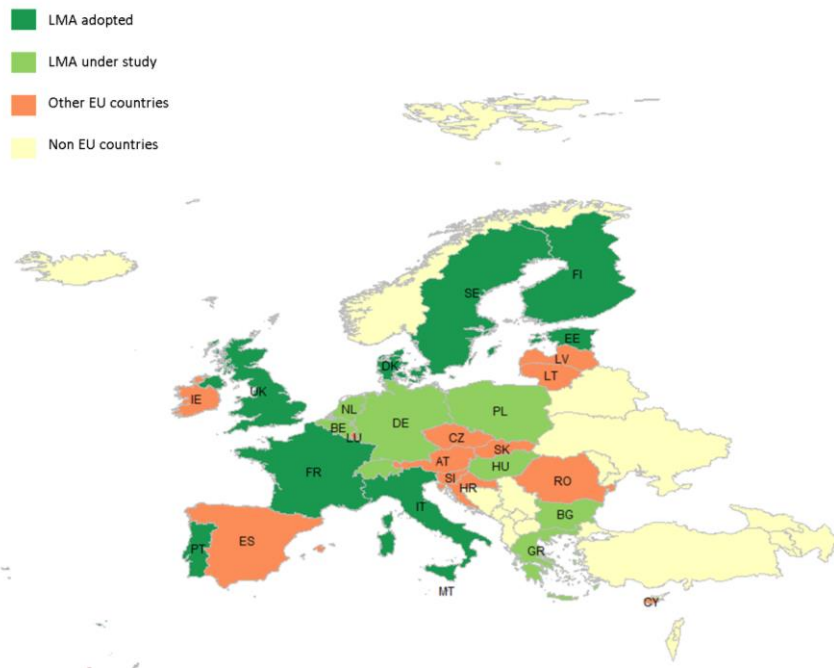 LMA adopted
LMA under study
Other EU countries
Non EU countries
FI
SE
EE
LV
DK
LT
IE
UK
NL
PL
DE
BE
LU
CZ
SK
AT
HU
FR
SI
HR
RO
IT
BG
ES
PT
GR
MT
CY